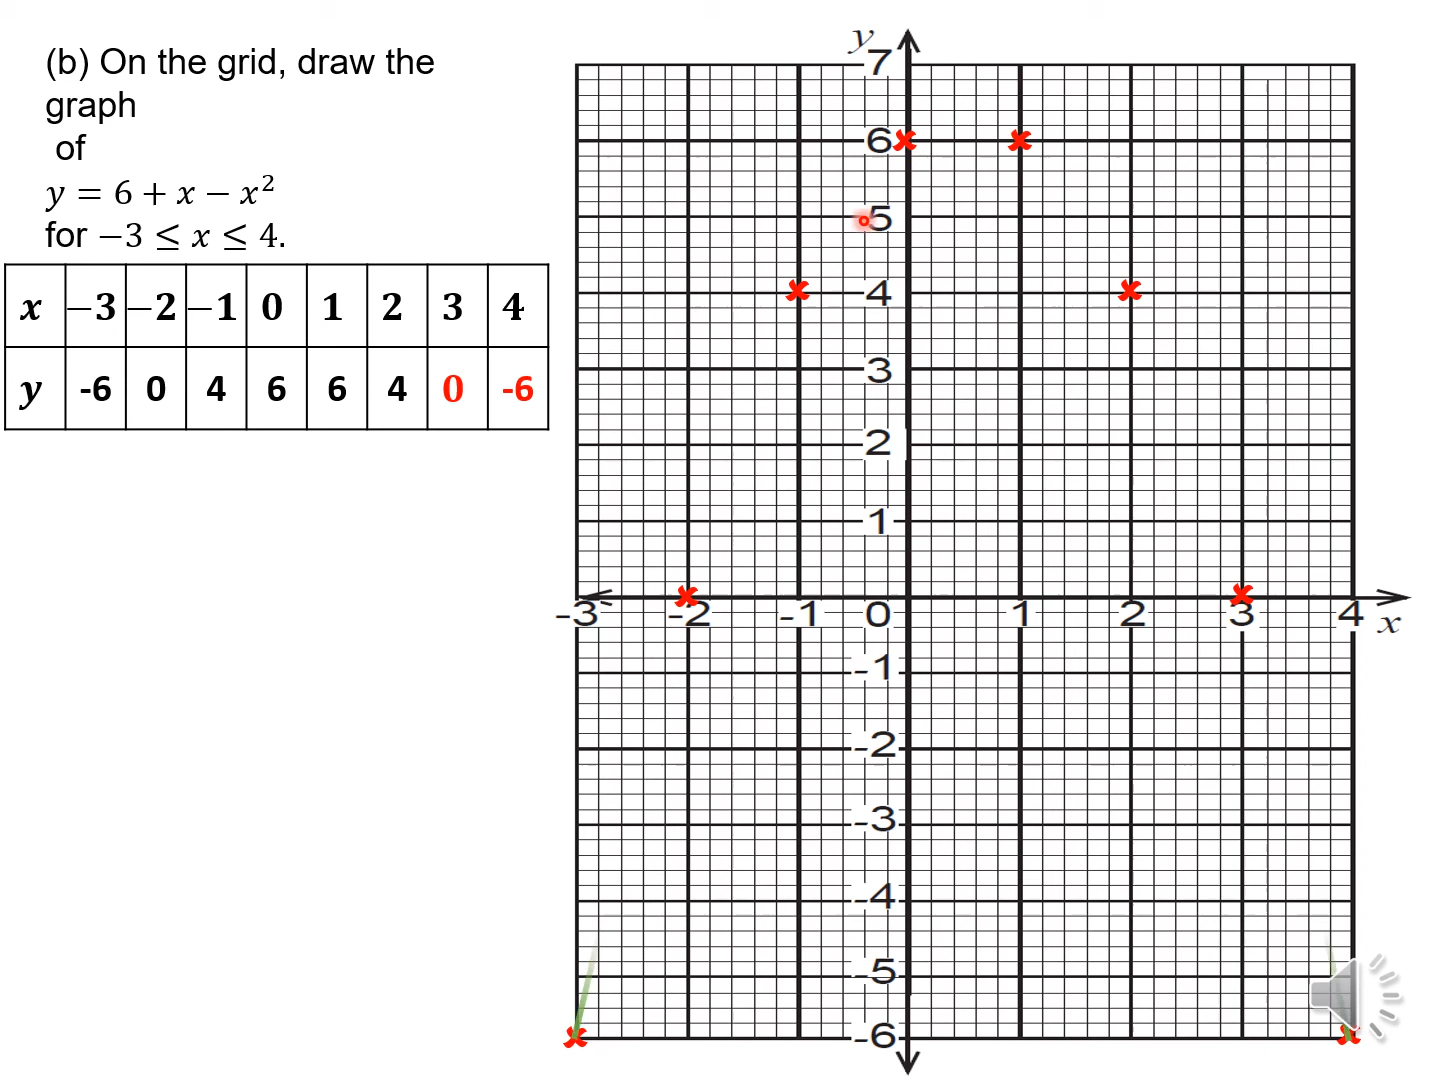 (b) On the grid, draw the
graph
of
y = 6 + x − x²
for −3 ≤ x ≤ 4.
x −3 −2 −1 0 1 2 3 4
y -6 0 4 6 6 4 0 -6
y
7
6
5
4
3
2
1
-3 -2 -1 0 1 2 3 4 x
-1
-2
-3
-4
-5
-6